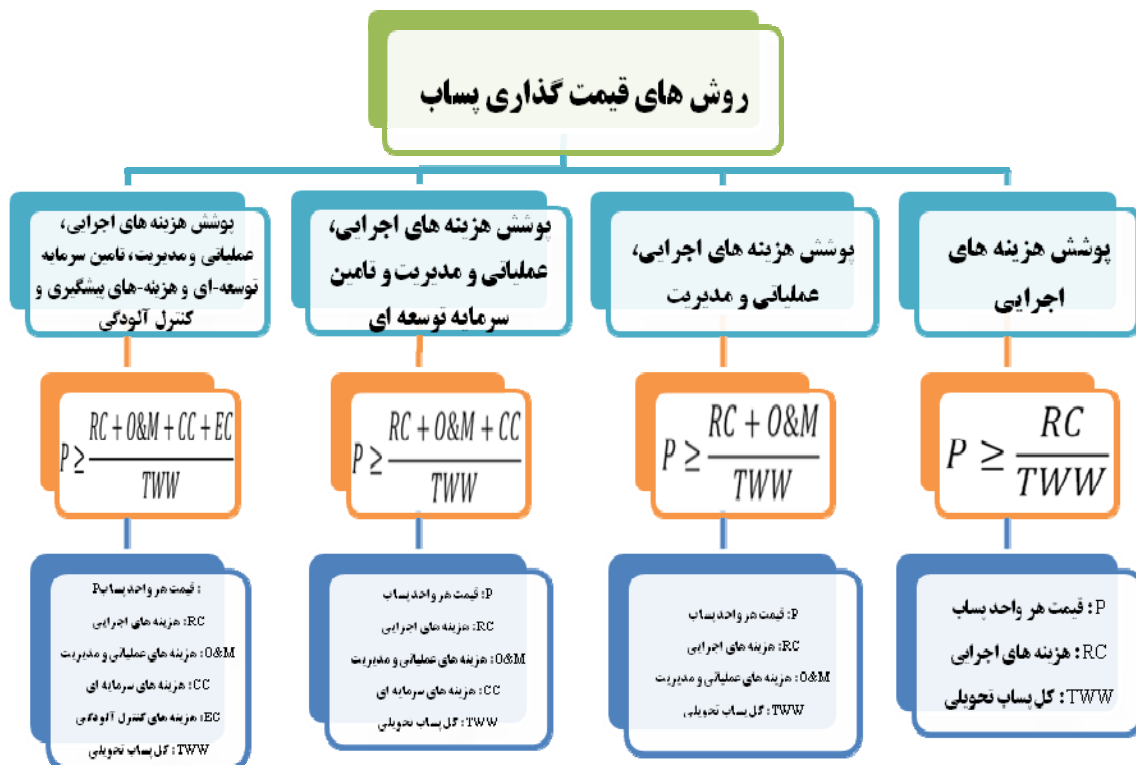 روش های قیمت گذاری پساب
پوشش هزینه های
اجرایی
پوشش هزینه های اجرایی،
عملیاتی و مدیریت
پوشش هزینه های اجرایی،
عملیاتی و مدیریت و تامین
سرمایه توسعه ای
پوشش هزینه های اجرایی،
عملیاتی و مدیریت، تامین سرمایه
توسعه-ای و هزینه-های پیشگیری و
کنترل آلودگی
P ≥ RC / TWW
P ≥ RC + O&M / TWW
P ≥ RC + O&M + CC / TWW
P ≥ RC + O&M + CC + EC / TWW
P: قیمت هر واحد پساب
RC: هزینه های اجرایی
TWW: کل پساب تحویلی
P: قیمت هر واحد پساب
RC: هزینه های اجرایی
O&M: هزینه های عملیاتی و مدیریت
TWW: کل پساب تحویلی
P: قیمت هر واحد پساب
RC: هزینه های اجرایی
O&M: هزینه های عملیاتی و مدیریت
CC: هزینه های سرمایه ای
TWW: کل پساب تحویلی
: قیمت هر واحد پسابP
RC: هزینه های اجرایی
O&M: هزینه های عملیاتی و مدیریت
CC: هزینه های سرمایه ای
EC: هزینه های کنترل آلودگی
TWW: کل پساب تحویلی